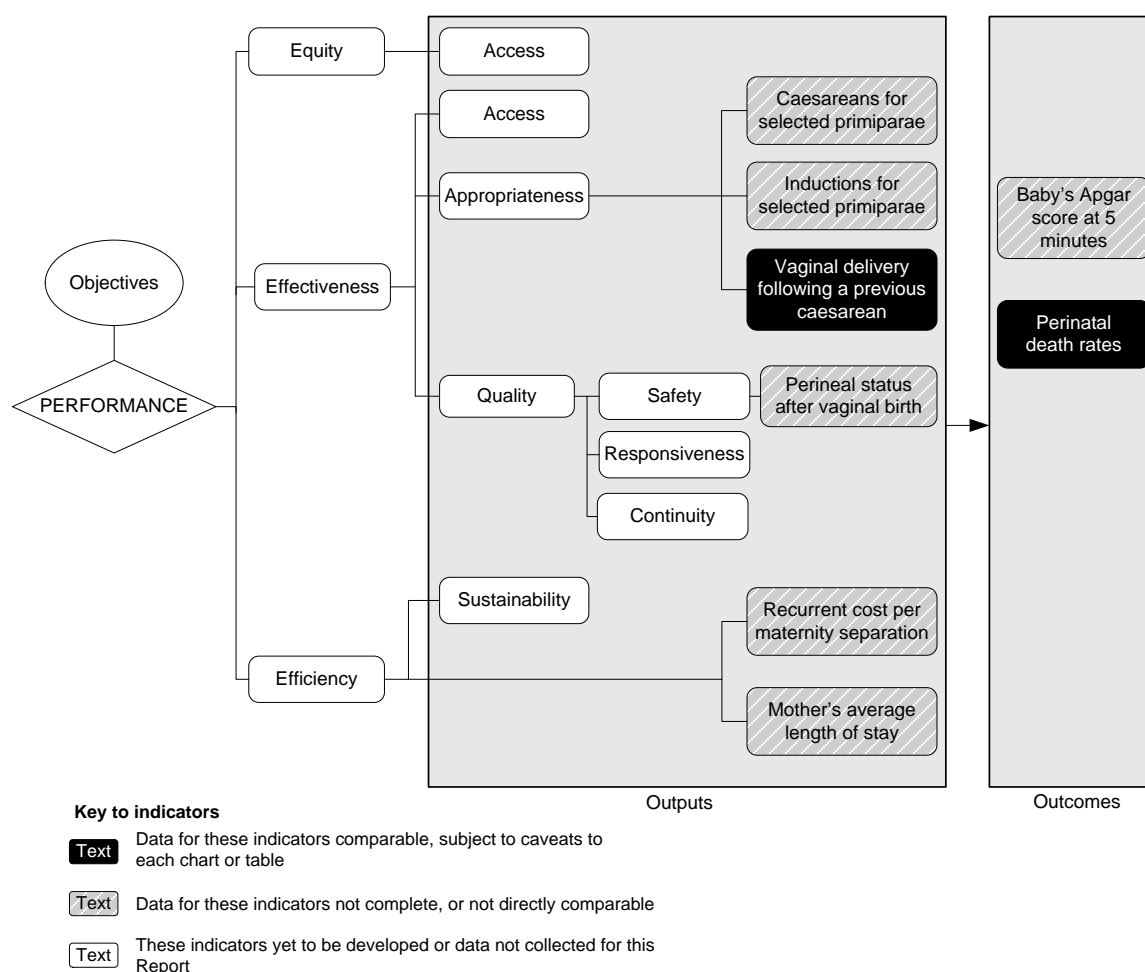 Equity
Access
Access
Caesareans for
selected primiparae
Appropriateness
Inductions for
selected primiparae
Baby's Apgar
score at 5
minutes
Objectives
Effectiveness
Vaginal delivery
following a previous
caesarean
Perinatal
death rates
PERFORMANCE
Quality
Safety
Perineal status
after vaginal birth
Responsiveness
Continuity
Sustainability
Recurrent cost per
maternity separation
Efficiency
Mother's average
length of stay
Outputs
Outcomes
Key to indicators
Text
Data for these indicators comparable, subject to caveats to
each chart or table
Text
Data for these indicators not complete, or not directly comparable
Text
These indicators yet to be developed or data not collected for this
Report